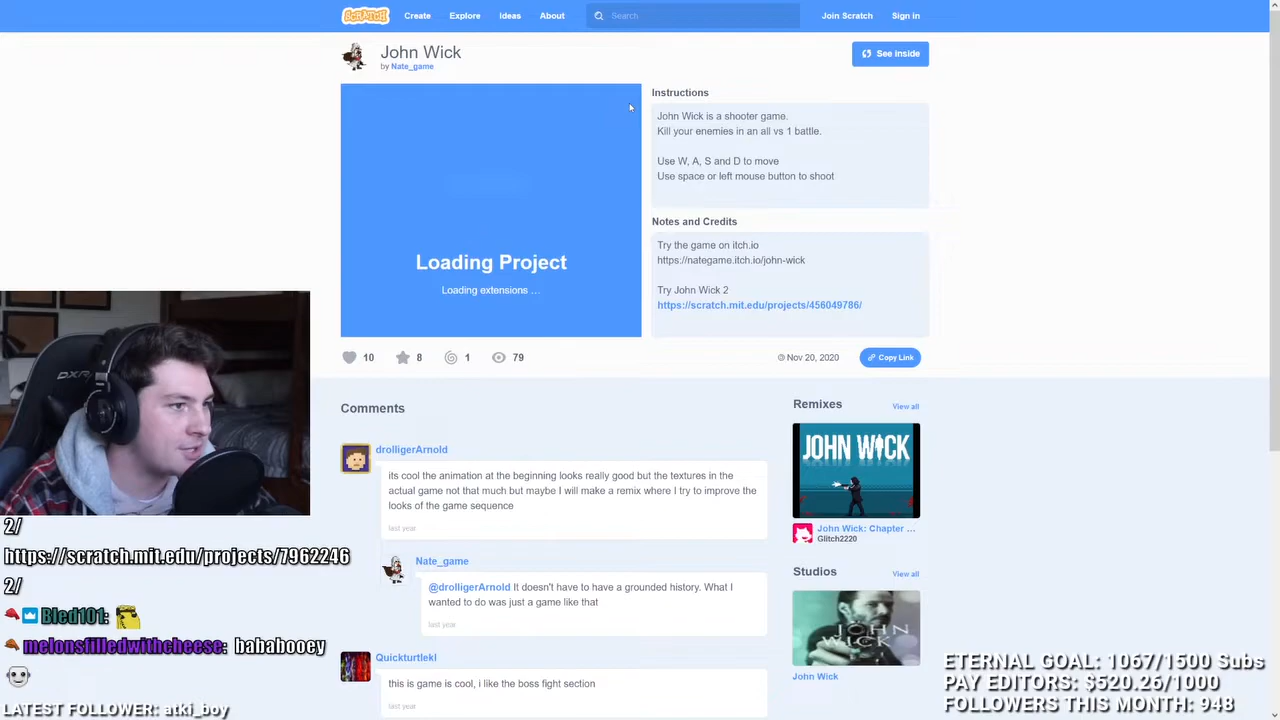 SCRATCH Create Explore Ideas About Search Join Scratch Sign in
John Wick
by Nate_game
See inside
Loading Project
Loading extensions …
Instructions
John Wick is a shooter game.
Kill your enemies in an all vs 1 battle.
Use W, A, S and D to move
Use space or left mouse button to shoot
Notes and Credits
Try the game on itch.io
https://nategame.itch.io/john-wick
Try John Wick 2
https://scratch.mit.edu/projects/456049786/
10 8 1 79
© Nov 20, 2020
Copy Link
Comments
drolligerArnold
its cool the animation at the beginning looks really good but the textures in the
actual game not that much but maybe I will make a remix where I try to improve the
looks of the game sequence
last year
Nate_game
@drolligerArnold It doesn't have to have a grounded history. What I
wanted to do was just a game like that
last year
Quickturtlekl
this is game is cool, i like the boss fight section
last year
Remixes
View all
JOHN WICK
John Wick: Chapter ...
Glitch2220
Studios
View all
JOHN WICK
John Wick
DXR
2/
https://scratch.mit.edu/projects/7962246
2/
Bled101:
melonsfilledwithcheese: bababooey
LATEST FOLLOWER: atki_boy
ETERNAL GOAL: 1067/1500 Subs
PAY EDITORS: $520.26/1000
FOLLOWERS THIS MONTH: 948